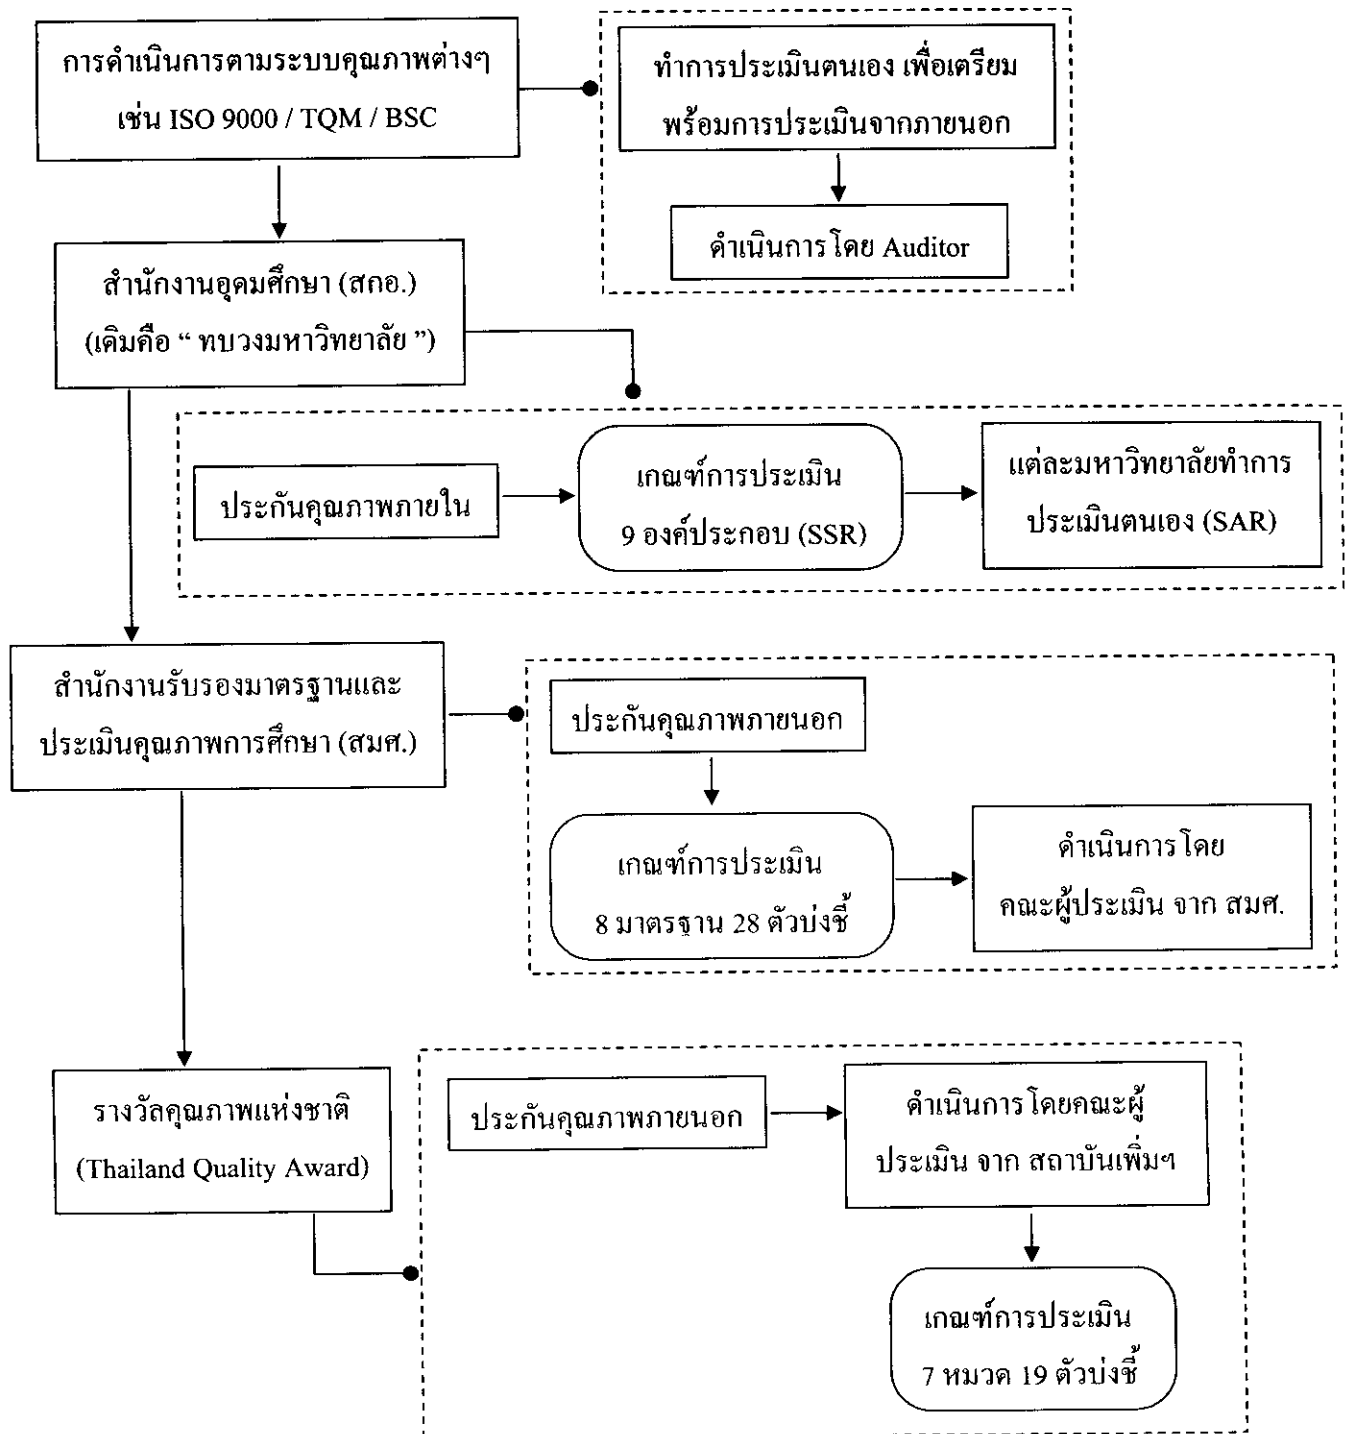 การดำเนินการตามระบบคุณภาพต่างๆ
เช่น ISO 9000 / TQM / BSC
ทำการประเมินตนเอง เพื่อเตรียม
พร้อมการประเมินจากภายนอก
ดำเนินการโดย Auditor
สำนักงานอุดมศึกษา (สกอ.)
(เดิมคือ “ ทบวงมหาวิทยาลัย ”)
ประกันคุณภาพภายใน
เกณฑ์การประเมิน
9 องค์ประกอบ (SSR)
แต่ละมหาวิทยาลัยทำการ
ประเมินตนเอง (SAR)
สำนักงานรับรองมาตรฐานและ
ประเมินคุณภาพการศึกษา (สมศ.)
ประกันคุณภาพภายนอก
เกณฑ์การประเมิน
8 มาตรฐาน 28 ตัวบ่งชี้
ดำเนินการโดย
คณะผู้ประเมิน จาก สมศ.
รางวัลคุณภาพแห่งชาติ
(Thailand Quality Award)
ประกันคุณภาพภายนอก
ดำเนินการโดยคณะผู้
ประเมิน จาก สถาบันเพิ่มฯ
เกณฑ์การประเมิน
7 หมวด 19 ตัวบ่งชี้